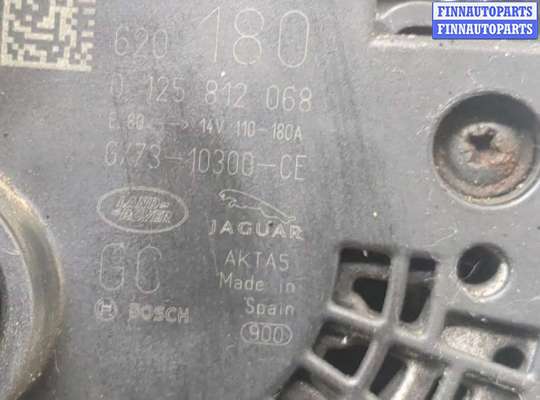 FINNAUTOPARTS
FINNAUTOPARTS
620 180
0 125 812 068
E 80 —> 14V 110-180A
GX73-10300-CE
LAND-
ROVER
JAGUAR
GC
AKTAS
Made in
Spain
BOSCH
900